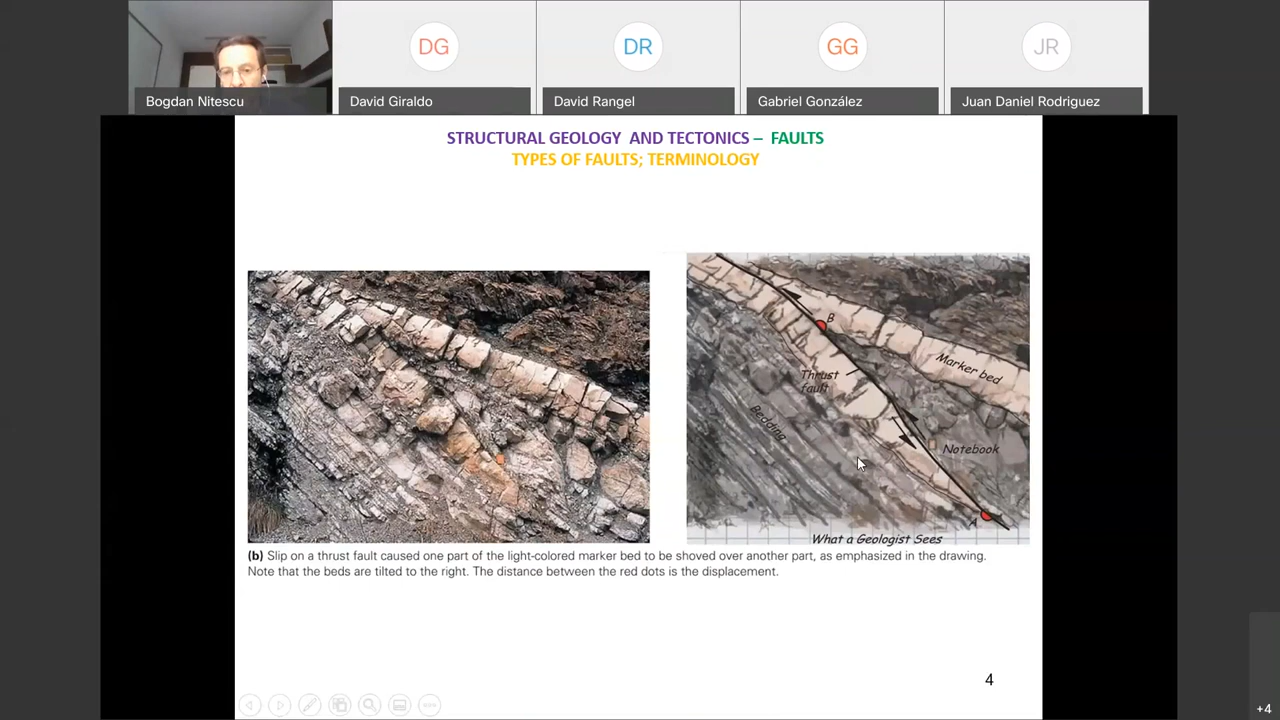 DG
DR
GG
JR
Bogdan Nitescu
David Giraldo
David Rangel
Gabriel González
Juan Daniel Rodriguez
STRUCTURAL GEOLOGY AND TECTONICS – FAULTS
TYPES OF FAULTS; TERMINOLOGY
B
Marker bed
Thrust
fault
Bedding
Notebook
A
What a Geologist Sees
(b) Slip on a thrust fault caused one part of the light-colored marker bed to be shoved over another part, as emphasized in the drawing.
Note that the beds are tilted to the right. The distance between the red dots is the displacement.
4
+4